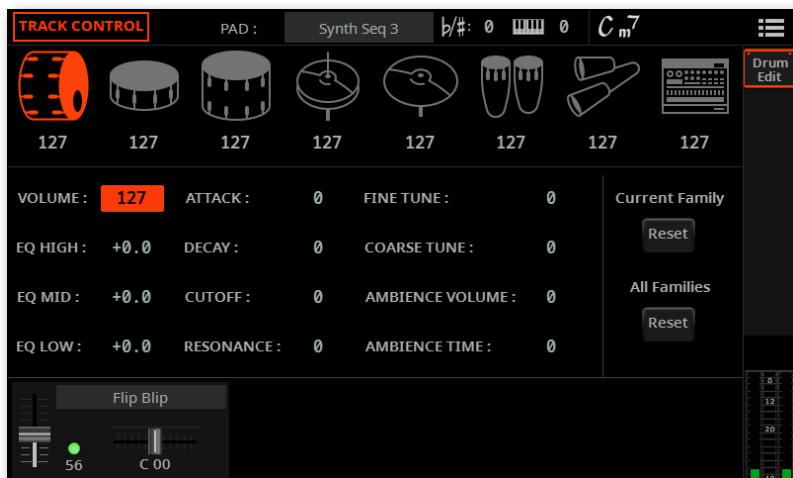 TRACK CONTROL PAD : Synth Seq 3 ♭/#: 0 0 C m7
Drum
Edit
127 127 127 127 127 127 127 127
VOLUME : 127 ATTACK : 0 FINE TUNE : 0 Current Family
Reset
EQ HIGH : +0.0 DECAY : 0 COARSE TUNE : 0
EQ MID : +0.0 CUTOFF : 0 AMBIENCE VOLUME : 0 All Families
Reset
EQ LOW : +0.0 RESONANCE : 0 AMBIENCE TIME : 0
Flip Blip
56 C 00
0
12
20